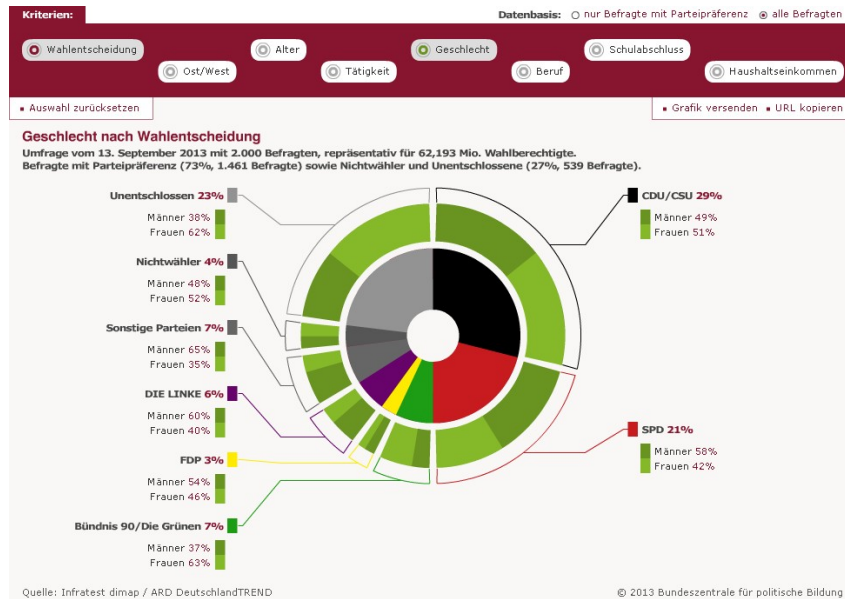 Kriterien:
Datenbasis: nur Befragte mit Parteipräferenz alle Befragten
Wahlentscheidung
Alter
Geschlecht
Schulabschluss
Ost/West
Tätigkeit
Beruf
Haushaltseinkommen
Auswahl zurücksetzen
Grafik versenden URL kopieren
Geschlecht nach Wahlentscheidung
Umfrage vom 13. September 2013 mit 2.000 Befragten, repräsentativ für 62,193 Mio. Wahlberechtigte.
Befragte mit Parteipräferenz (73%, 1.461 Befragte) sowie Nichtwähler und Unentschlossene (27%, 539 Befragte).
Unentschlossen 23%
Männer 38%
Frauen 62%
Nichtwähler 4%
Männer 48%
Frauen 52%
Sonstige Parteien 7%
Männer 65%
Frauen 35%
DIE LINKE 6%
Männer 60%
Frauen 40%
FDP 3%
Männer 54%
Frauen 46%
Bündnis 90/Die Grünen 7%
Männer 37%
Frauen 63%
CDU/CSU 29%
Männer 49%
Frauen 51%
SPD 21%
Männer 58%
Frauen 42%
Quelle: Infratest dimap / ARD DeutschlandTREND
© 2013 Bundeszentrale für politische Bildung